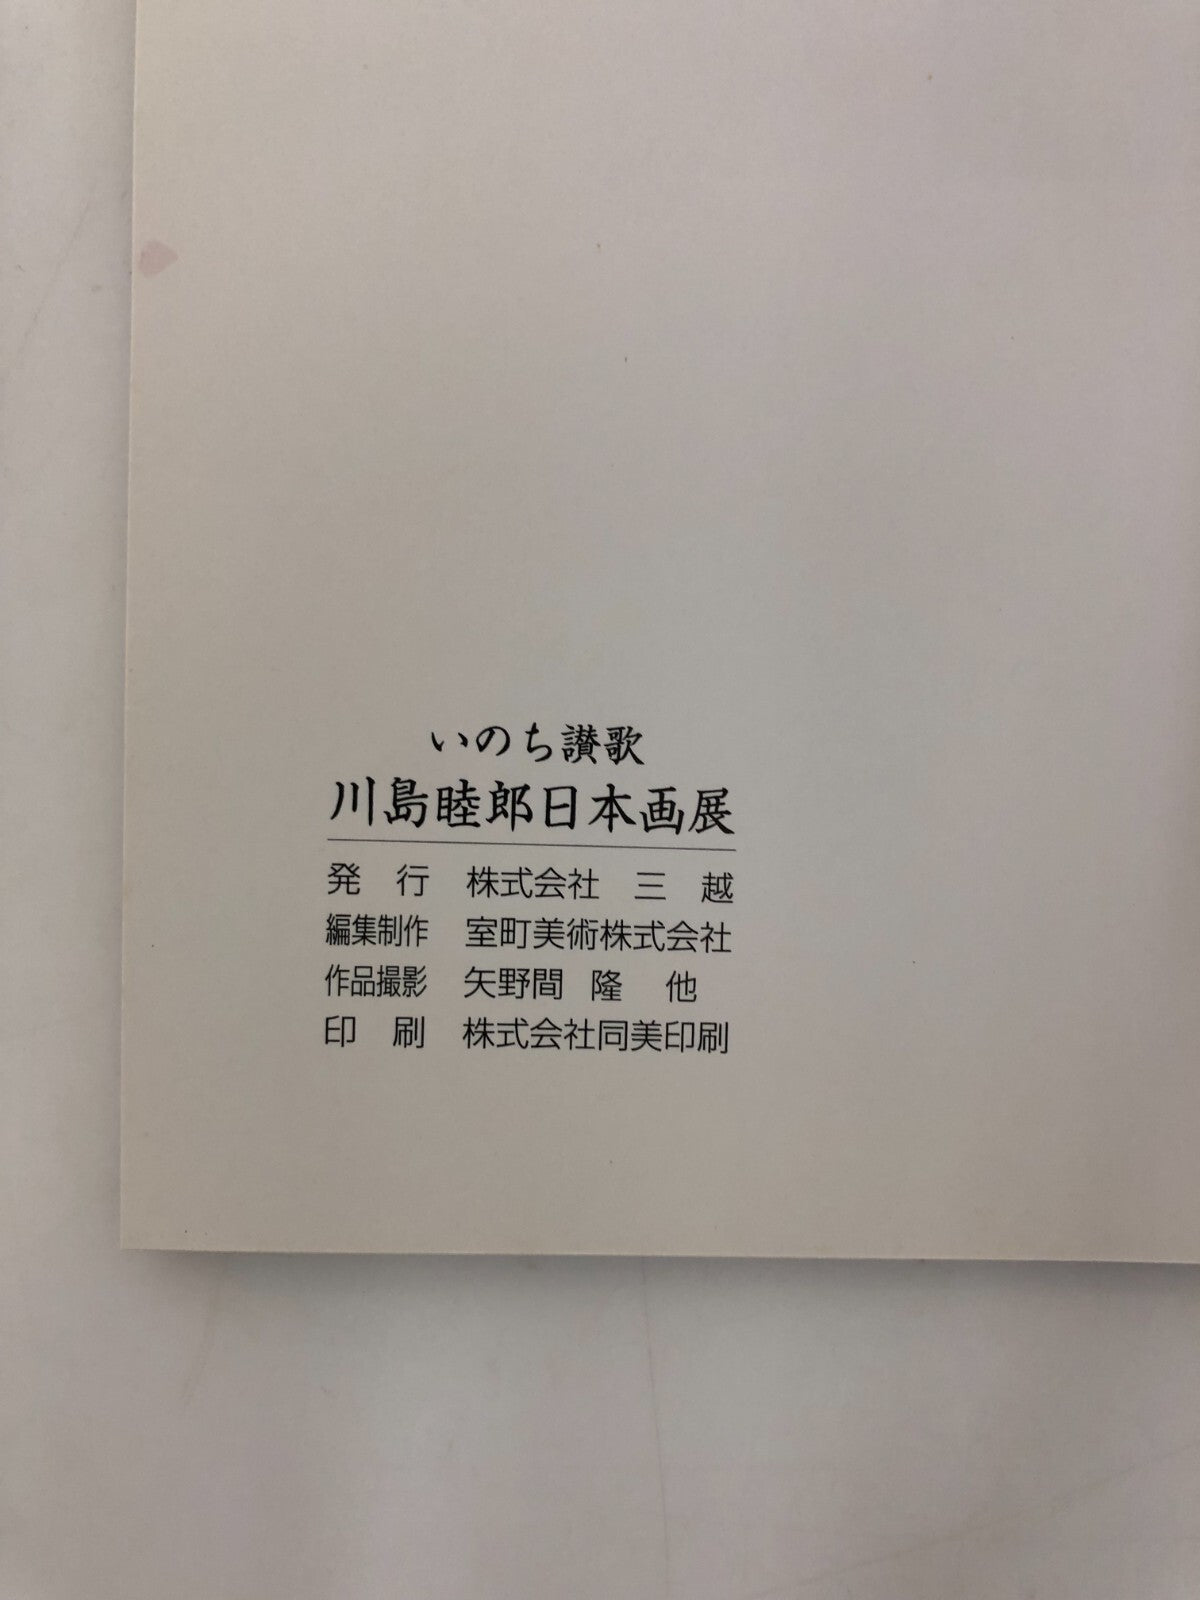 いのち讃歌
川島睦郎日本画展
発 行 株式会社 三 越
編集制作 室町美術株式会社
作品撮影 矢野間 隆 他
印 刷 株式会社同美印刷